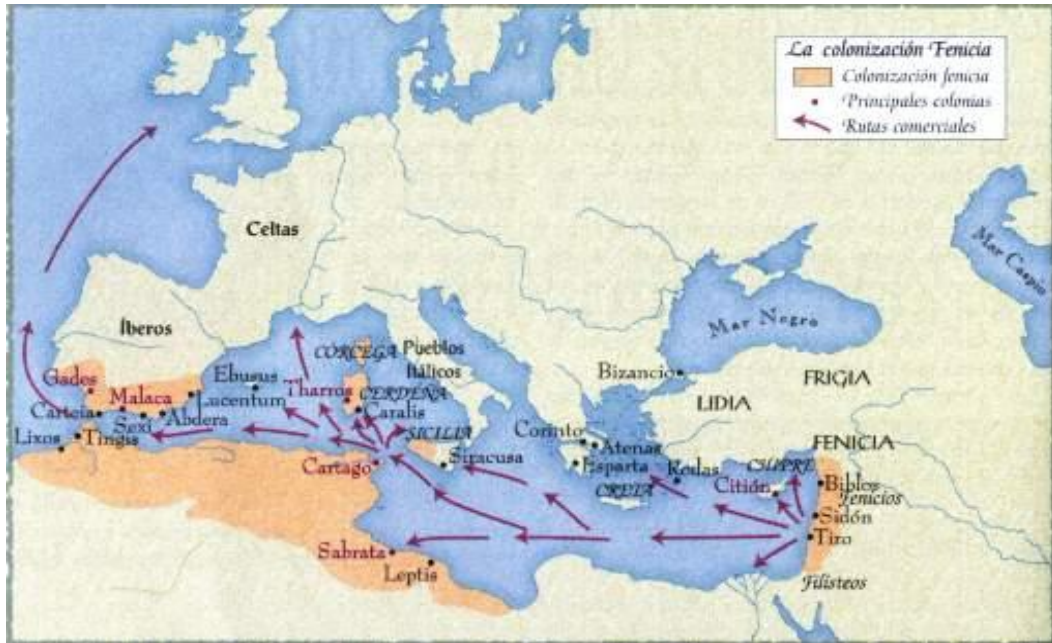 La colonización Fenicia
Colonización fenicia
Principales colonias
Rutas comerciales
Celtas
Mar Caspio
Mar Negro
Íberos
CÓRCEGA
Pueblos
Itálicos
Bizancio
FRIGIA
Gades
Malaca
Ebusus
Tharros
CERDEÑA
LIDIA
Lucentum
Carteia
Sexi
Abdera
Caralis
SICILIA
Corinto
Atenas
FENICIA
Lixos
Tingis
Cartago
Siracusa
Esparta
Rodas
CHIPRE
CRETA
Citión
Biblos
Fenicios
Sidón
Tiro
Sabrata
Leptis
Filisteos